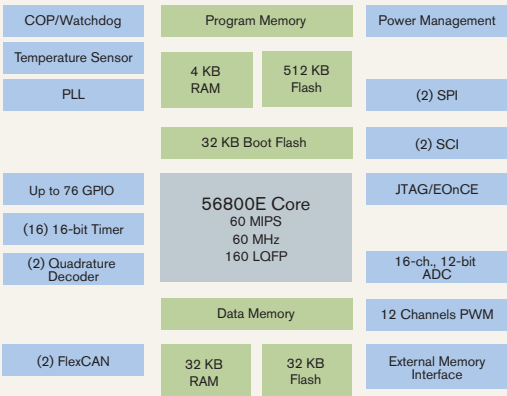 COP/Watchdog
Temperature Sensor
PLL
Up to 76 GPIO
(16) 16-bit Timer
(2) Quadrature
Decoder
(2) FlexCAN
Program Memory
4 KB
RAM
512 KB
Flash
32 KB Boot Flash
56800E Core
60 MIPS
60 MHz
160 LQFP
Data Memory
32 KB
RAM
32 KB
Flash
Power Management
(2) SPI
(2) SCI
JTAG/EOnCE
16-ch., 12-bit
ADC
12 Channels PWM
External Memory
Interface